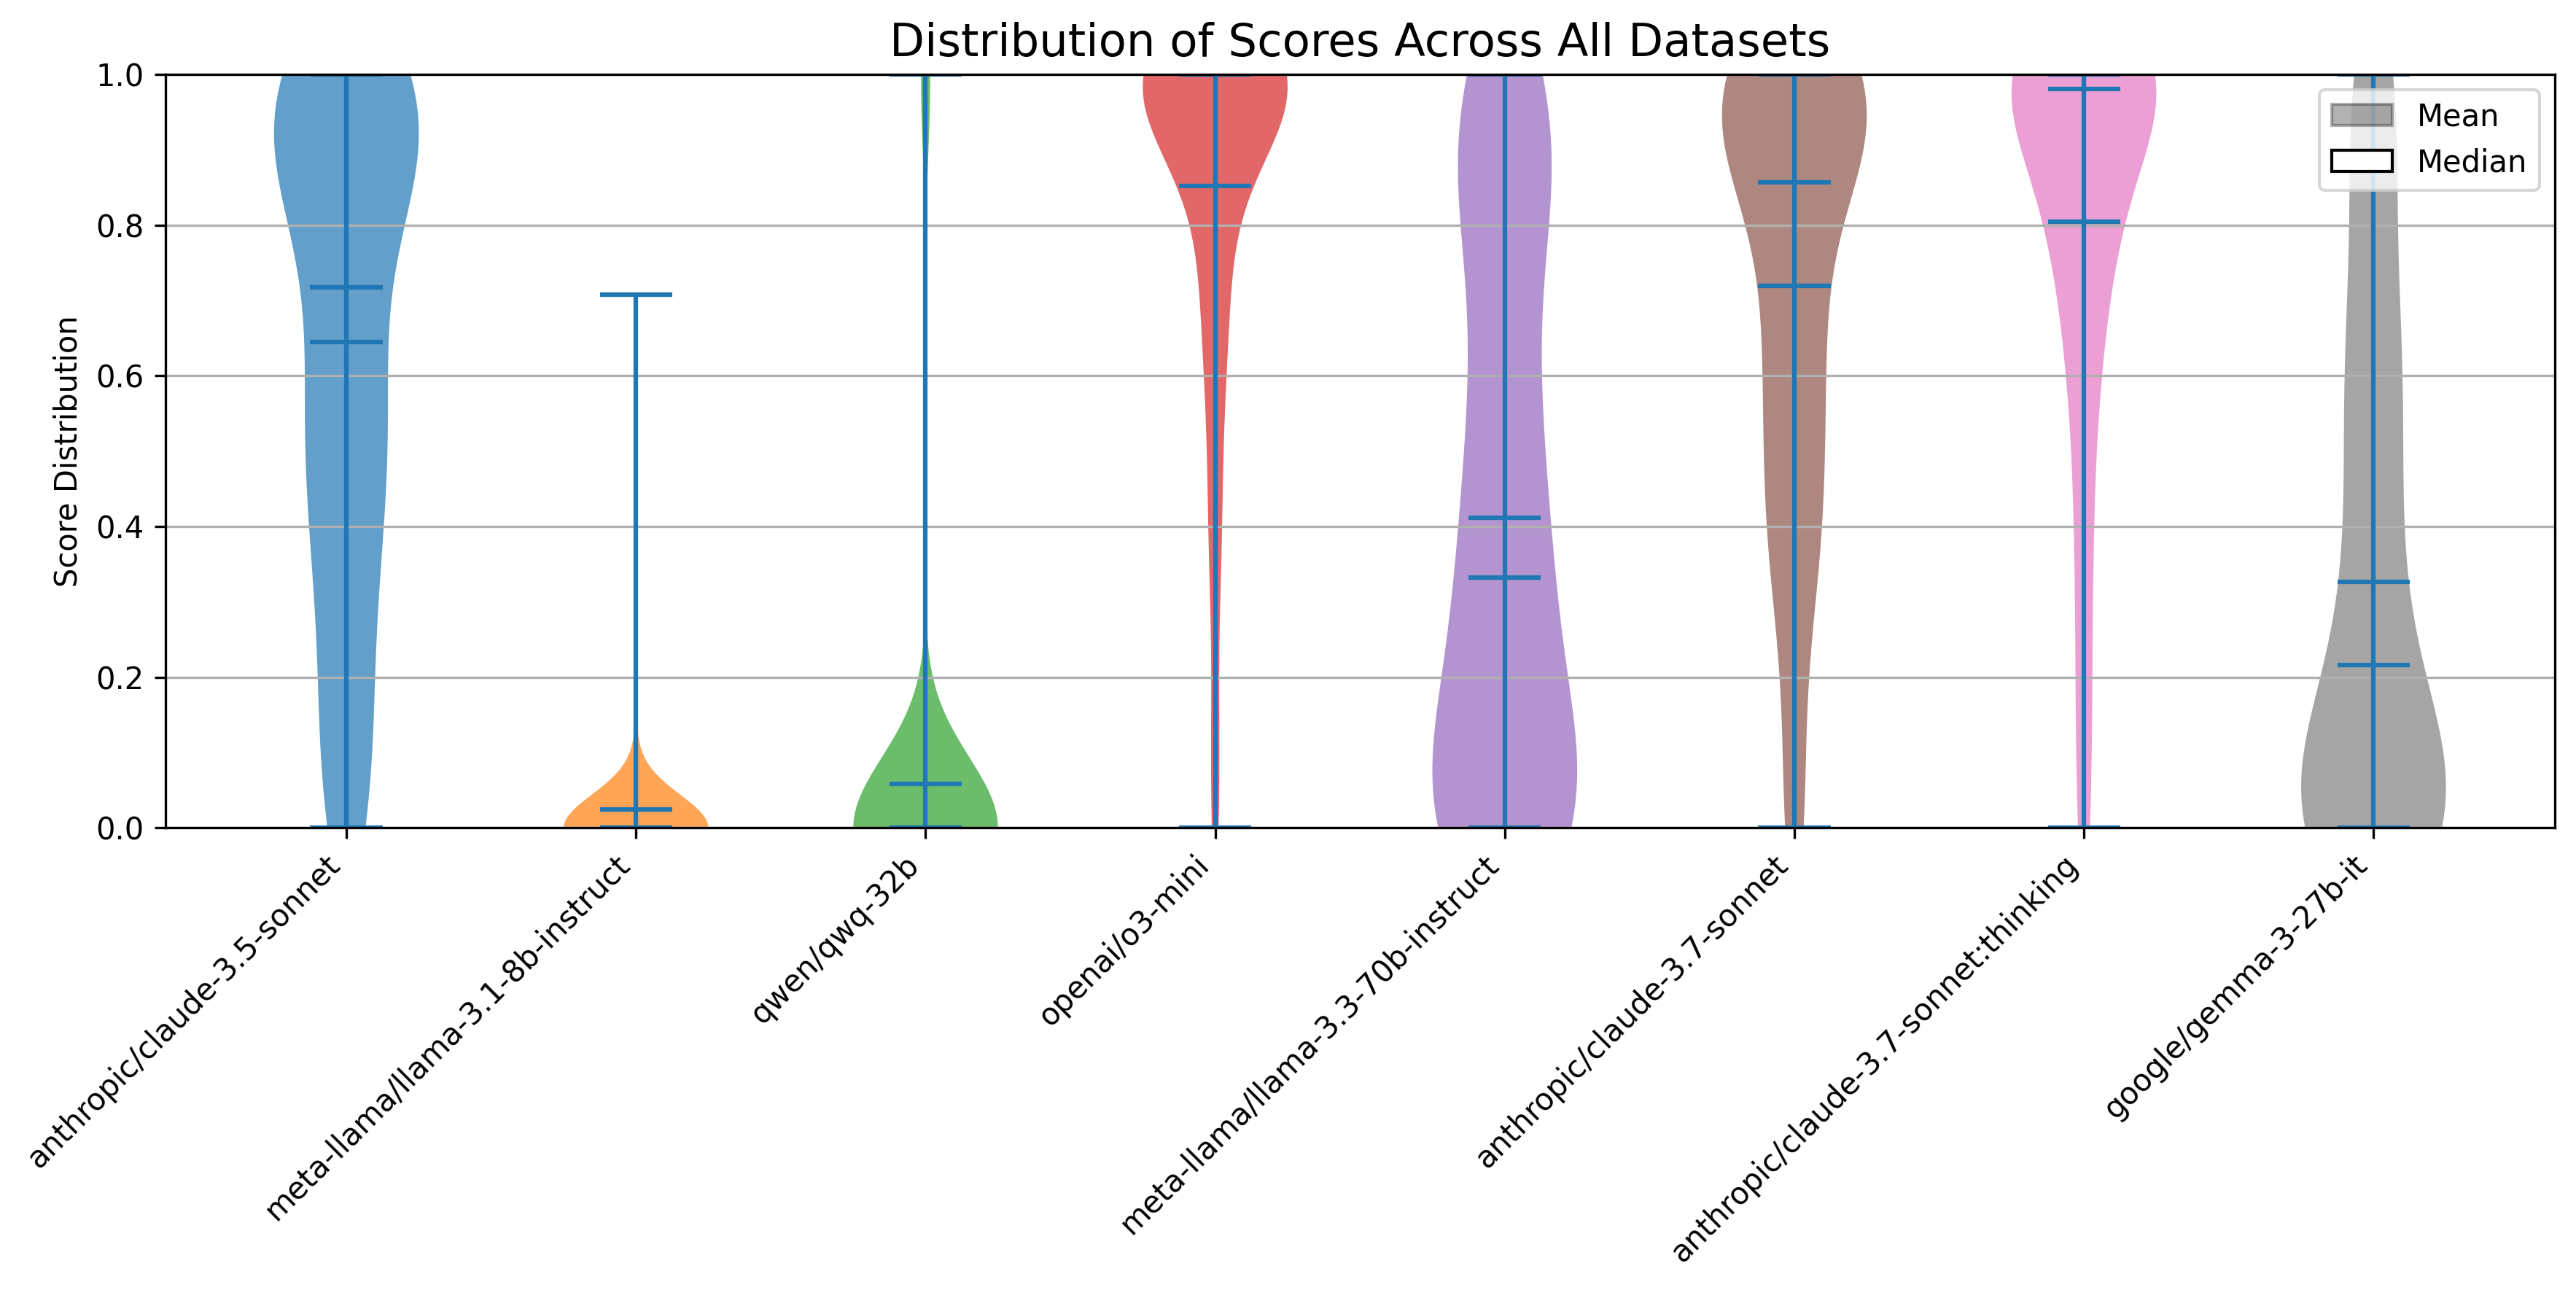 Distribution of Scores Across All Datasets
1.0
0.8
0.6
0.4
0.2
0.0
Score Distribution
Mean
Median
anthropic/claude-3.5-sonnet
meta-llama/llama-3.1-8b-instruct
qwen/qwq-32b
openai/o3-mini
meta-llama/llama-3.3-70b-instruct
anthropic/claude-3.7-sonnet
anthropic/claude-3.7-sonnet:thinking
google/gemma-3-27b-it